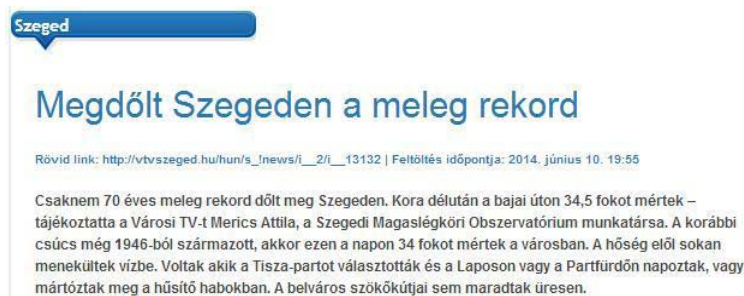 Szeged
Megdőlt Szegeden a meleg rekord
Rövid link: http://vtvszeged.hu/hun/s_!news/i__2/i__13132 | Feltöltés időpontja: 2014. június 10. 19:55
Csaknem 70 éves meleg rekord dőlt meg Szegeden. Kora délután a bajai úton 34,5 fokot mértek –
tájékoztatta a Városi TV-t Merics Attila, a Szegedi Magaslégköri Obszervatórium munkatársa. A korábbi
csúcs még 1946-ból származott, akkor ezen a napon 34 fokot mértek a városban. A hőség elől sokan
menekültek vízbe. Voltak akik a Tisza-partot választották és a Laposon vagy a Partfürdőn napoztak, vagy
mártóztak meg a hűsítő habokban. A belváros szökőkútjai sem maradtak üresen.